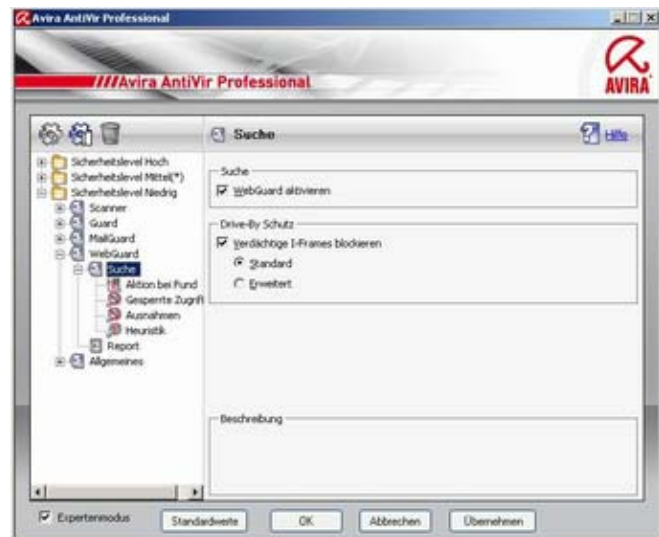 Avira AntiVir Professional
Avira AntiVir Professional
AVIRA
Suche
Hilfe
Sicherheitslevel Hoch
Sicherheitslevel Mittel(*)
Sicherheitslevel Niedrig
Scanner
Guard
MailGuard
WebGuard
Suche
Aktion bei Fund
Gesperrte Zugrif
Ausnahmen
Heuristik
Report
Allgemeines
Suche
WebGuard aktivieren
Drive-By Schutz
Verdächtige I-Frames blockieren
Standard
Erweitert
Beschreibung
Expertenmodus
Standardwerte
OK
Abbrechen
Übernehmen